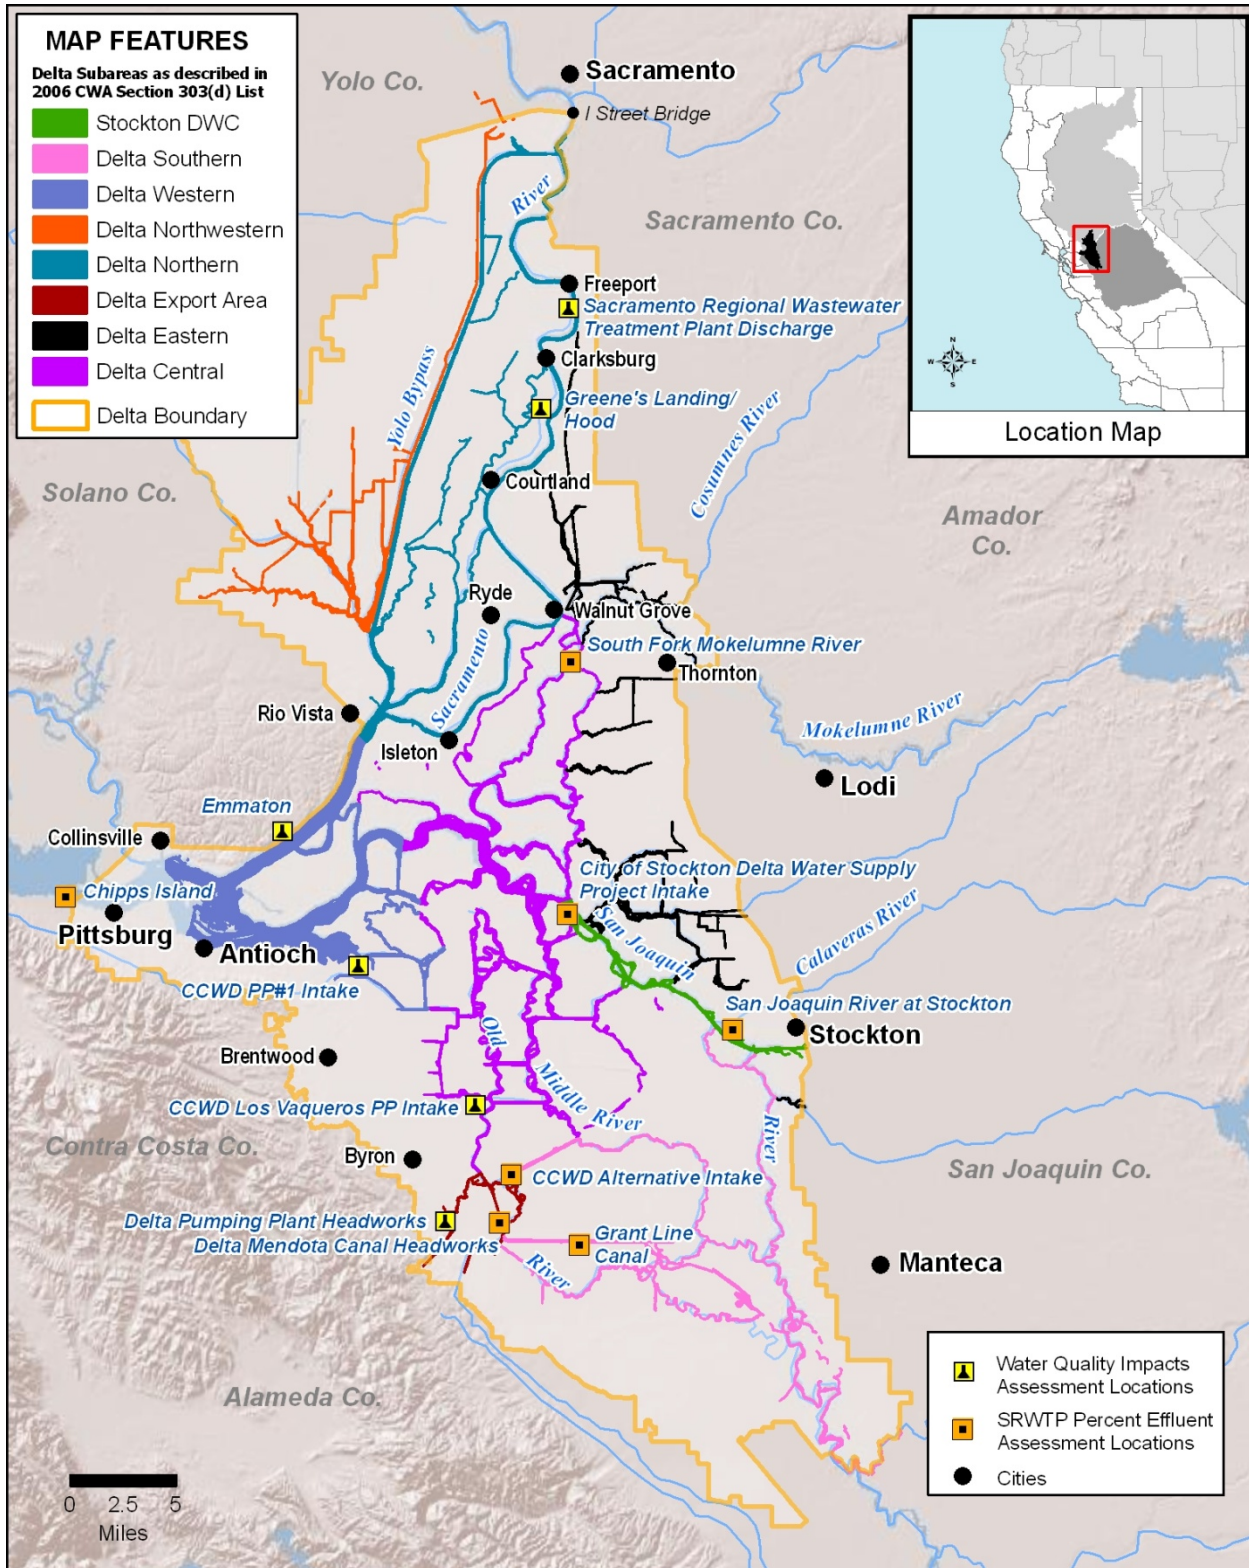 MAP FEATURES
Delta Subareas as described in
2006 CWA Section 303(d) List
Stockton DWC
Delta Southern
Delta Western
Delta Northwestern
Delta Northern
Delta Export Area
Delta Eastern
Delta Central
Delta Boundary
Yolo Co.
Sacramento
I Street Bridge
River
Sacramento Co.
Freeport
Sacramento Regional Wastewater
Treatment Plant Discharge
Clarksburg
Yolo Bypass
Greene's Landing/
Hood
Cosumnes River
N
W
E
S
Location Map
Solano Co.
Courtland
Amador
Co.
Ryde
Walnut Grove
Sacramento
South Fork Mokelumne River
Thornton
Rio Vista
Isleton
Mokelumne River
Lodi
Emmaton
Collinsville
Chipps Island
Pittsburg
Antioch
City of Stockton Delta Water Supply
Project Intake
San Joaquin
Calaveras River
CCWD PP#1 Intake
San Joaquin River at Stockton
Stockton
Old
Brentwood
Middle River
CCWD Los Vaqueros PP Intake
River
Contra Costa Co.
Byron
CCWD Alternative Intake
San Joaquin Co.
Delta Pumping Plant Headworks
Delta Mendota Canal Headworks
Grant Line
Canal
River
Manteca
Alameda Co.
Water Quality Impacts
Assessment Locations
SRWTP Percent Effluent
Assessment Locations
Cities
0 2.5 5
Miles